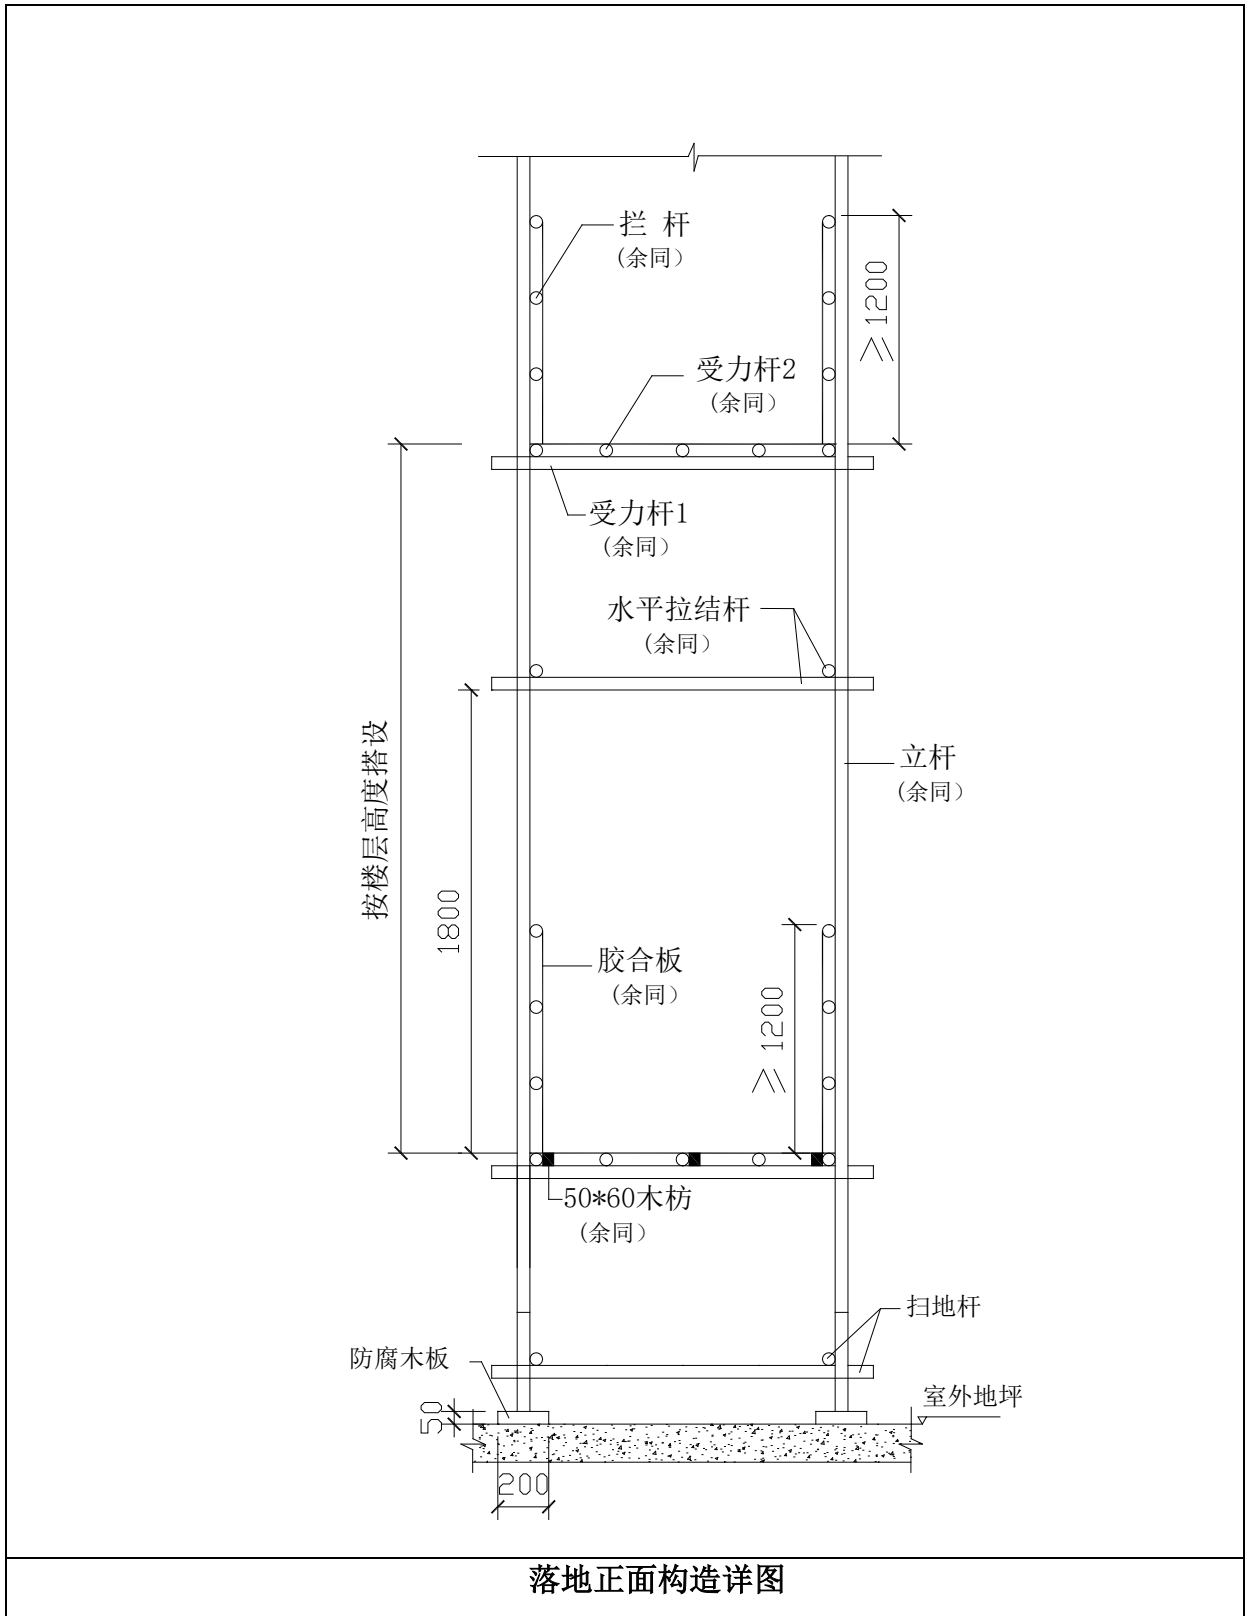 拦 杆
(余同)
≥1200
受力杆2
(余同)
受力杆1
(余同)
水平拉结杆
(余同)
按楼层高度搭设
立杆
(余同)
1800
胶合板
(余同)
≥1200
50*60木枋
(余同)
扫地杆
防腐木板
室外地坪
50
200
落地正面构造详图